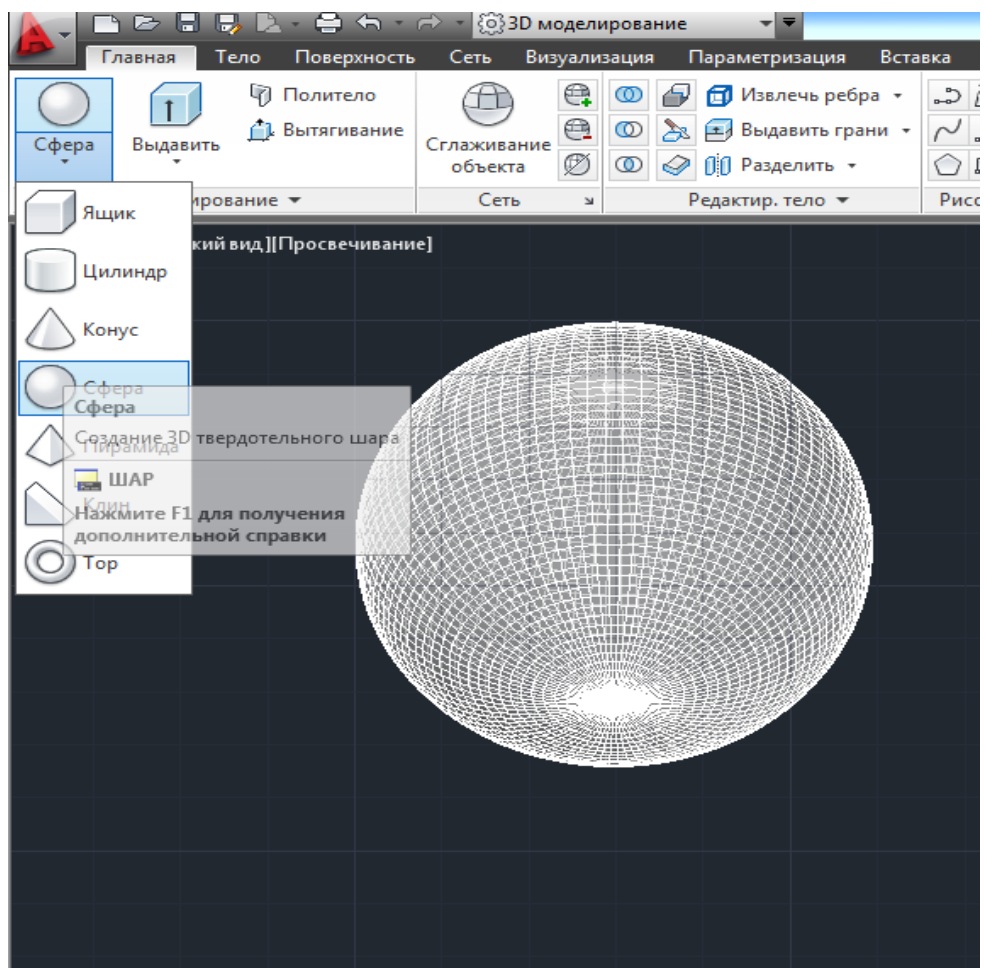 3D моделирование
Главная Тело Поверхность Сеть Визуализация Параметризация Вставка
Сфера
Выдавить
Политело
Вытягивание
Сглаживание
объекта
Извлечь ребра
Выдавить грани
Разделить
Сеть
Редактир. тело
Ящик
Цилиндр
Конус
Сфера
Пирамида
Клин
Тор
Сфера
Создание 3D твердотельного шара
ШАР
Нажмите F1 для получения
дополнительной справки
вид][Просвечивание]